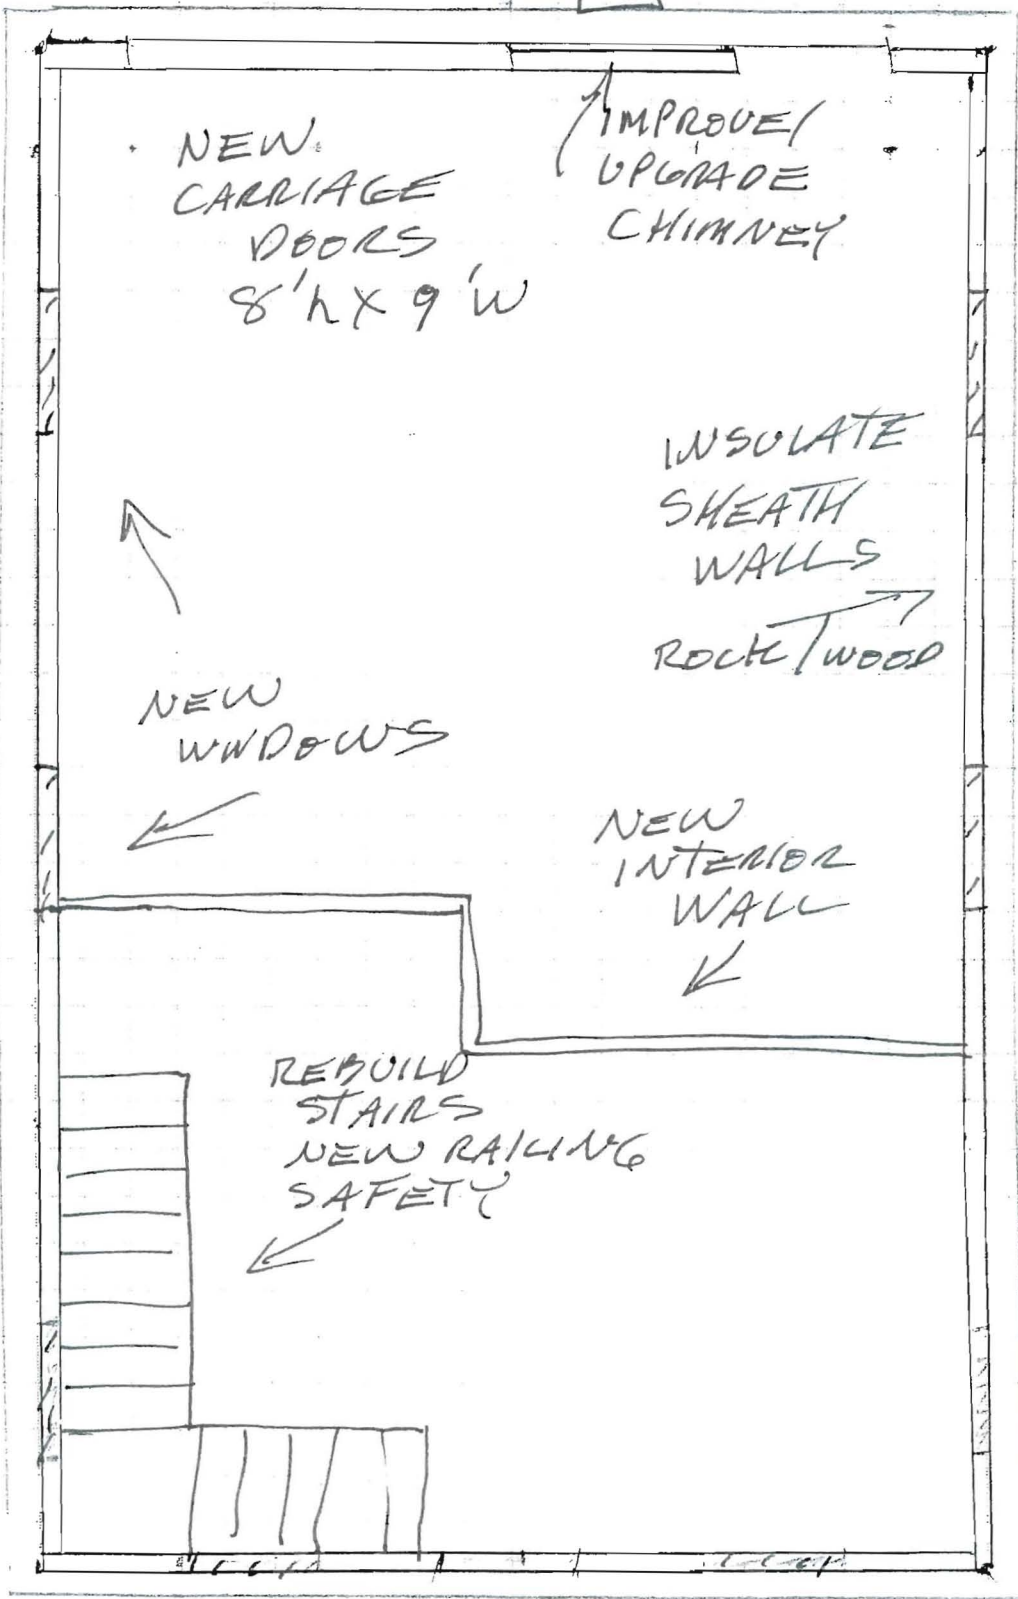 NEW
CARRIAGE
DOORS
8'h X 9'W
IMPROVE/
UPGRADE
CHIMNEY
INSULATE
SHEATH
WALLS
ROCK/WOOD
NEW
WNDOWS
NEW
INTERIOR
WALL
REBUILD
STAIRS
NEW RAILING
SAFETY